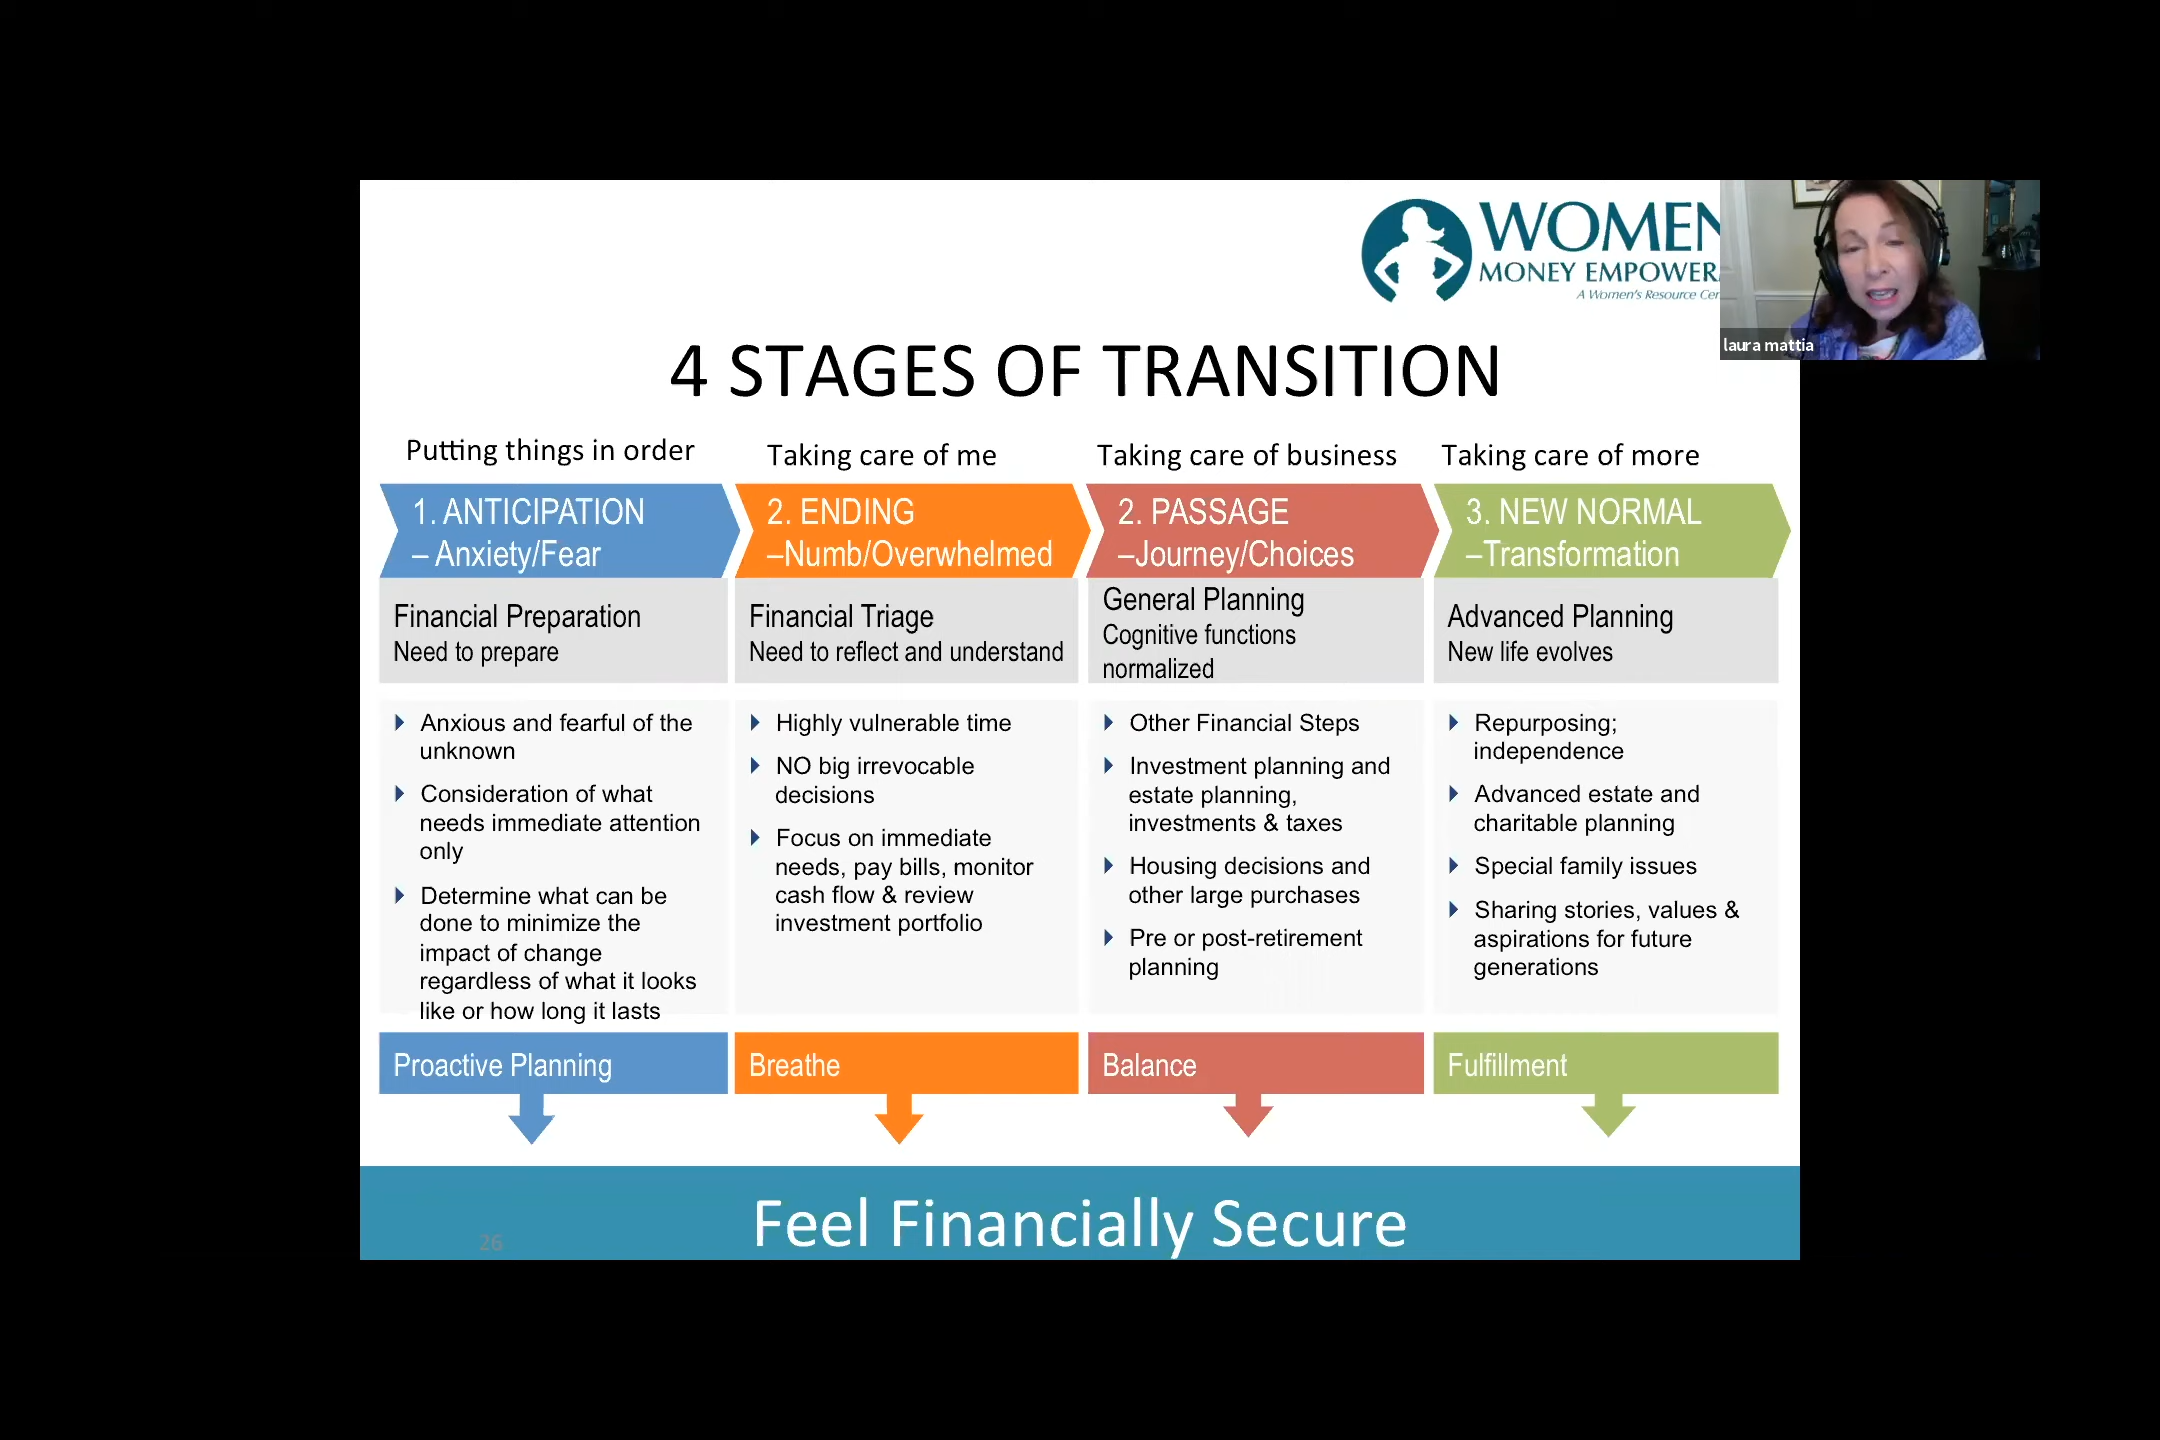 WOMEN
MONEY EMPOWER
A Women's Resource Cen
laura mattia
4 STAGES OF TRANSITION
Putting things in order
Taking care of me
Taking care of business
Taking care of more
1. ANTICIPATION
– Anxiety/Fear
2. ENDING
–Numb/Overwhelmed
2. PASSAGE
–Journey/Choices
3. NEW NORMAL
–Transformation
Financial Preparation
Need to prepare
Financial Triage
Need to reflect and understand
General Planning
Cognitive functions
normalized
Advanced Planning
New life evolves
Anxious and fearful of the
unknown
Consideration of what
needs immediate attention
only
Determine what can be
done to minimize the
impact of change
regardless of what it looks
like or how long it lasts
Highly vulnerable time
NO big irrevocable
decisions
Focus on immediate
needs, pay bills, monitor
cash flow & review
investment portfolio
Other Financial Steps
Investment planning and
estate planning,
investments & taxes
Housing decisions and
other large purchases
Pre or post-retirement
planning
Repurposing;
independence
Advanced estate and
charitable planning
Special family issues
Sharing stories, values &
aspirations for future
generations
Proactive Planning
Breathe
Balance
Fulfillment
Feel Financially Secure
26